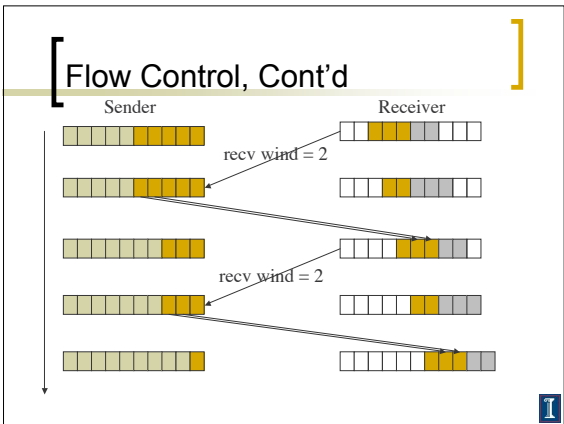 Flow Control, Cont'd
Sender Receiver
recv wind = 2
recv wind = 2
I